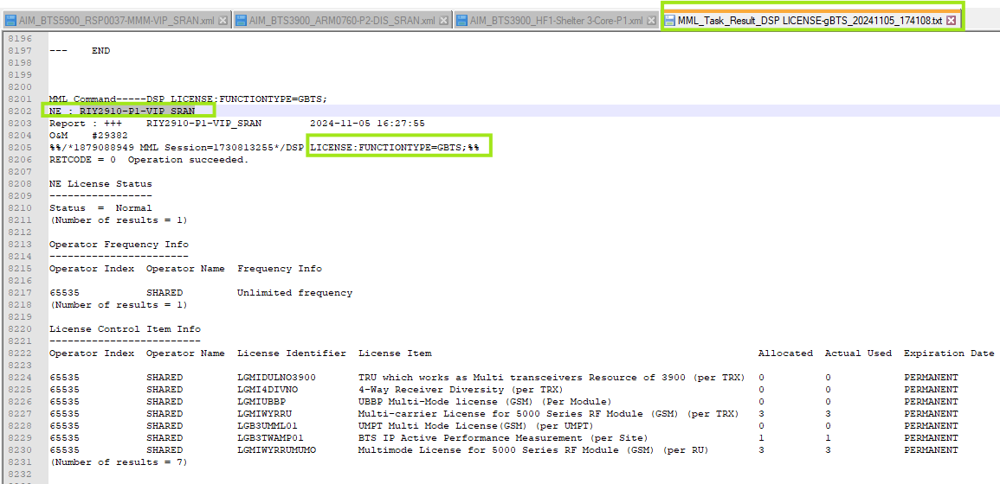 AIM_BTS5900_RSP0037-MMM-VIP_SRAN.xml AIM_BTS3900_ARM0760-P2-DIS_SRAN.xml AIM_BTS3900_HF1-Shelter 3-Core-P1.xml MML_Task_Result_DSP LICENSE-gBTS_20241105_174108.txt
8196
8197 --- END
8198
8199
8200
8201 MML Command-----DSP LICENSE:FUNCTIONTYPE=GBTS;
8202 NE : RIY2910-P1-VIP_SRAN
8203 Report : +++ RIY2910-P1-VIP_SRAN 2024-11-05 16:27:55
8204 O&M #29382
8205 %%/*1879088949 MML Session=1730813255*/DSP LICENSE:FUNCTIONTYPE=GBTS;%%
8206 RETCODE = 0 Operation succeeded.
8207
8208 NE License Status
8209 -----------------
8210 Status = Normal
8211 (Number of results = 1)
8212
8213 Operator Frequency Info
8214 -----------------------
8215 Operator Index Operator Name Frequency Info
8216
8217 65535 SHARED Unlimited frequency
8218 (Number of results = 1)
8219
8220 License Control Item Info
8221 -------------------------
8222 Operator Index Operator Name License Identifier License Item Allocated Actual Used Expiration Date
8223
8224 65535 SHARED LGMIDULNO3900 TRU which works as Multi transceivers Resource of 3900 (per TRX) 0 0 PERMANENT
8225 65535 SHARED LGMI4DIVNO 4-Way Receiver Diversity (per TRX) 0 0 PERMANENT
8226 65535 SHARED LGMIUBBP UBBP Multi-Mode license (GSM) (Per Module) 0 0 PERMANENT
8227 65535 SHARED LGMIWYRRU Multi-carrier License for 5000 Series RF Module (GSM) (per TRX) 3 3 PERMANENT
8228 65535 SHARED LGB3UMML01 UMPT Multi Mode License(GSM) (per UMPT) 0 0 PERMANENT
8229 65535 SHARED LGB3TWAMP01 BTS IP Active Performance Measurement (per Site) 1 1 PERMANENT
8230 65535 SHARED LGMIWYRRUMUMO Multimode License for 5000 Series RF Module (GSM) (per RU) 3 3 PERMANENT
8231 (Number of results = 7)
8232